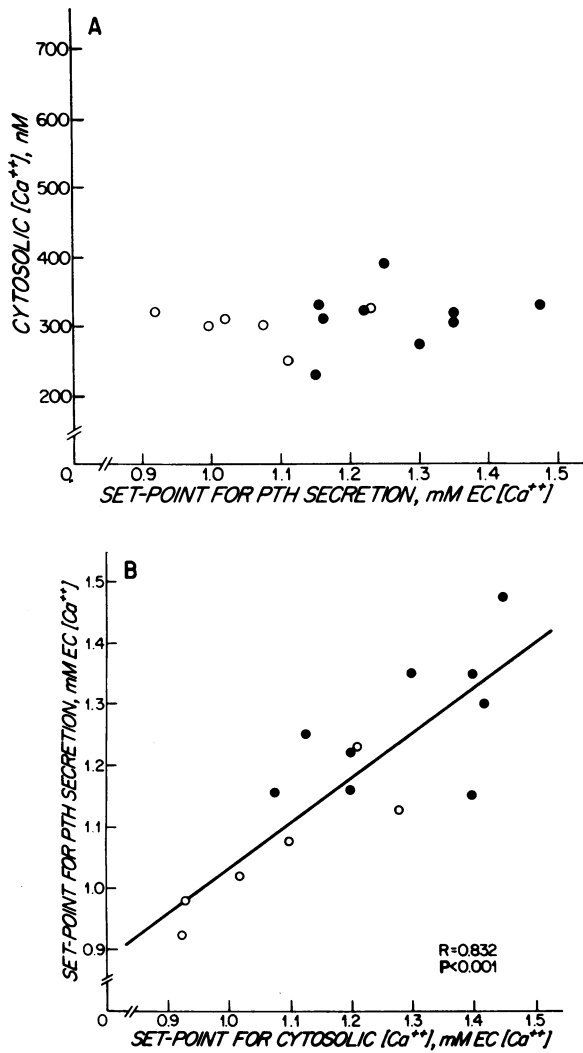 A
700
600
500
400
300
200
CYTOSOLIC [Ca++], nM
0 0.9 1.0 1.1 1.2 1.3 1.4 1.5
SET-POINT FOR PTH SECRETION, mM EC [Ca++]
B
1.5
1.4
1.3
1.2
1.1
1.0
0.9
SET-POINT FOR PTH SECRETION, mM EC [Ca++]
R=0.832
P<0.001
0 0.9 1.0 1.1 1.2 1.3 1.4 1.5
SET-POINT FOR CYTOSOLIC [Ca++], mM EC [Ca++]